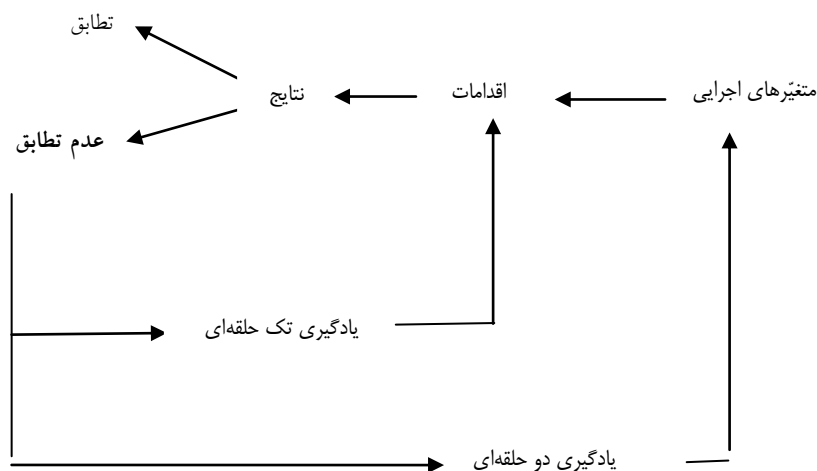 تطابق
متغیّرهای اجرایی
اقدامات
نتایج
عدم تطابق
یادگیری تک حلقه‌ای
یادگیری دو حلقه‌ای